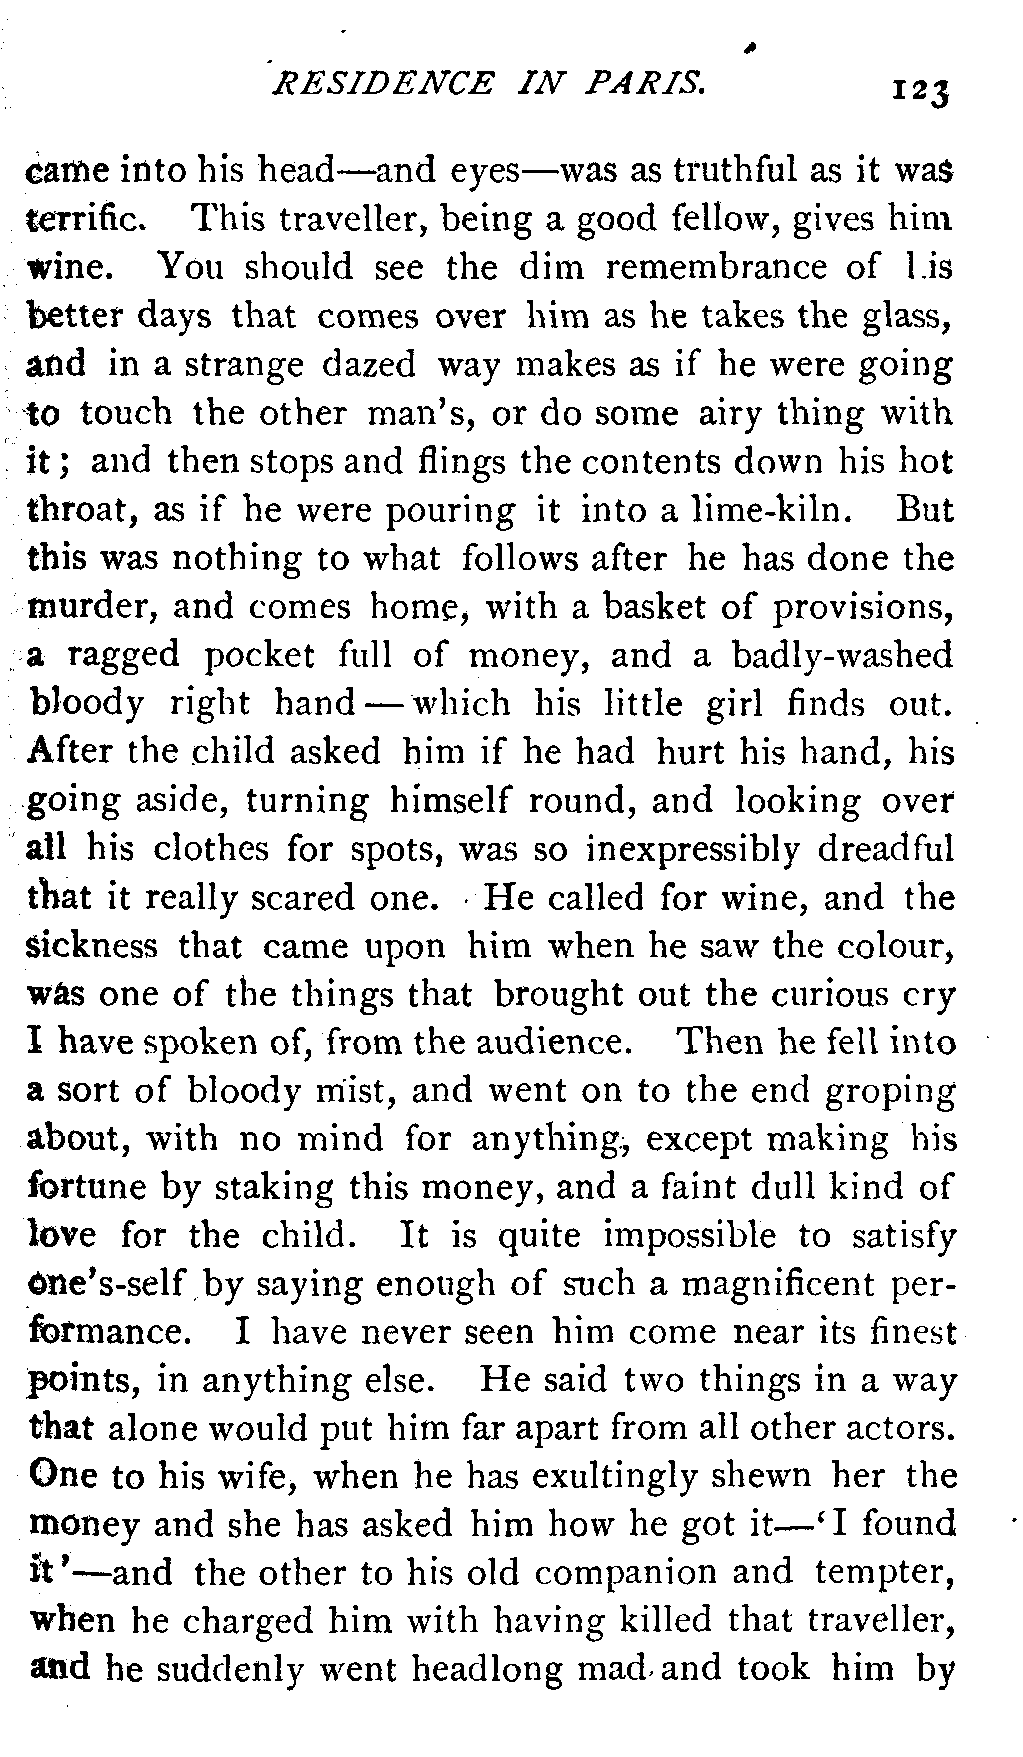 RESIDENCE IN PARIS. 123
came into his head—and eyes—was as truthful as it was
terrific. This traveller, being a good fellow, gives him
wine. You should see the dim remembrance of his
better days that comes over him as he takes the glass,
and in a strange dazed way makes as if he were going
to touch the other man's, or do some airy thing with
it; and then stops and flings the contents down his hot
throat, as if he were pouring it into a lime-kiln. But
this was nothing to what follows after he has done the
murder, and comes home, with a basket of provisions,
a ragged pocket full of money, and a badly-washed
bloody right hand—which his little girl finds out.
After the child asked him if he had hurt his hand, his
going aside, turning himself round, and looking over
all his clothes for spots, was so inexpressibly dreadful
that it really scared one. He called for wine, and the
sickness that came upon him when he saw the colour,
was one of the things that brought out the curious cry
I have spoken of, from the audience. Then he fell into
a sort of bloody mist, and went on to the end groping
about, with no mind for anything, except making his
fortune by staking this money, and a faint dull kind of
love for the child. It is quite impossible to satisfy
one's-self by saying enough of such a magnificent per-
formance. I have never seen him come near its finest
points, in anything else. He said two things in a way
that alone would put him far apart from all other actors.
One to his wife, when he has exultingly shewn her the
money and she has asked him how he got it—'I found
it'—and the other to his old companion and tempter,
when he charged him with having killed that traveller,
and he suddenly went headlong mad and took him by